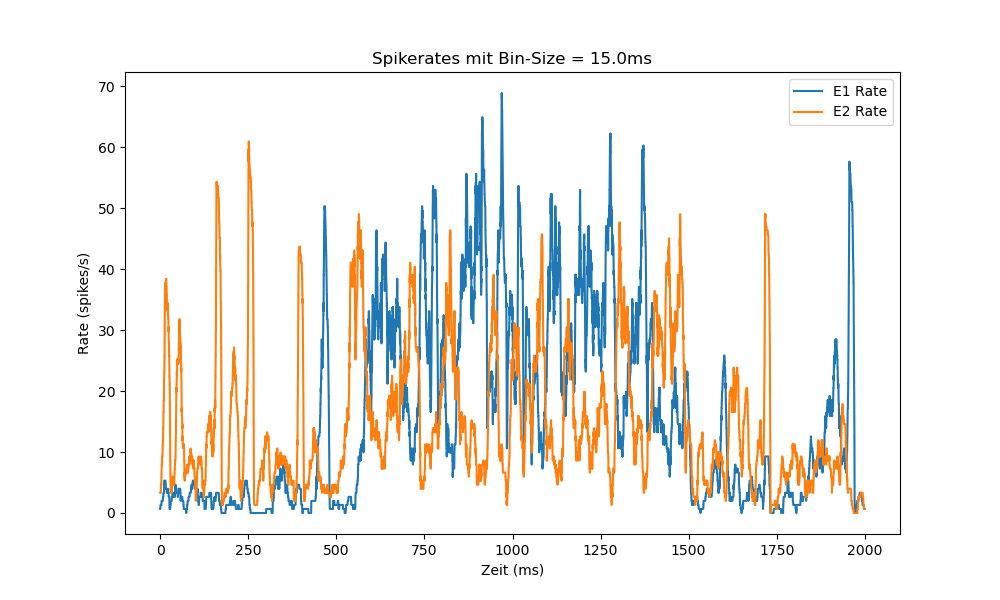 Spikerates mit Bin-Size = 15.0ms
E1 Rate
E2 Rate
70
60
50
40
30
20
10
0
Rate (spikes/s)
0 250 500 750 1000 1250 1500 1750 2000
Zeit (ms)